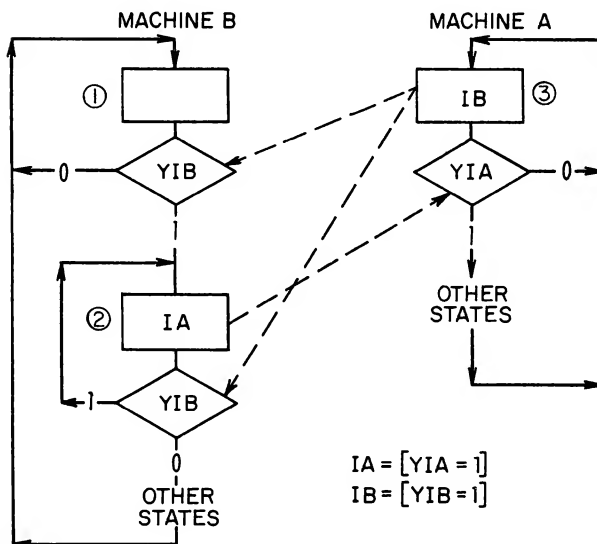 MACHINE B
MACHINE A
①
IB
③
YIB
0
1
YIA
0
1
②
IA
YIB
1
0
OTHER
STATES
OTHER
STATES
IA = [YIA = 1]
IB = [YIB = 1]